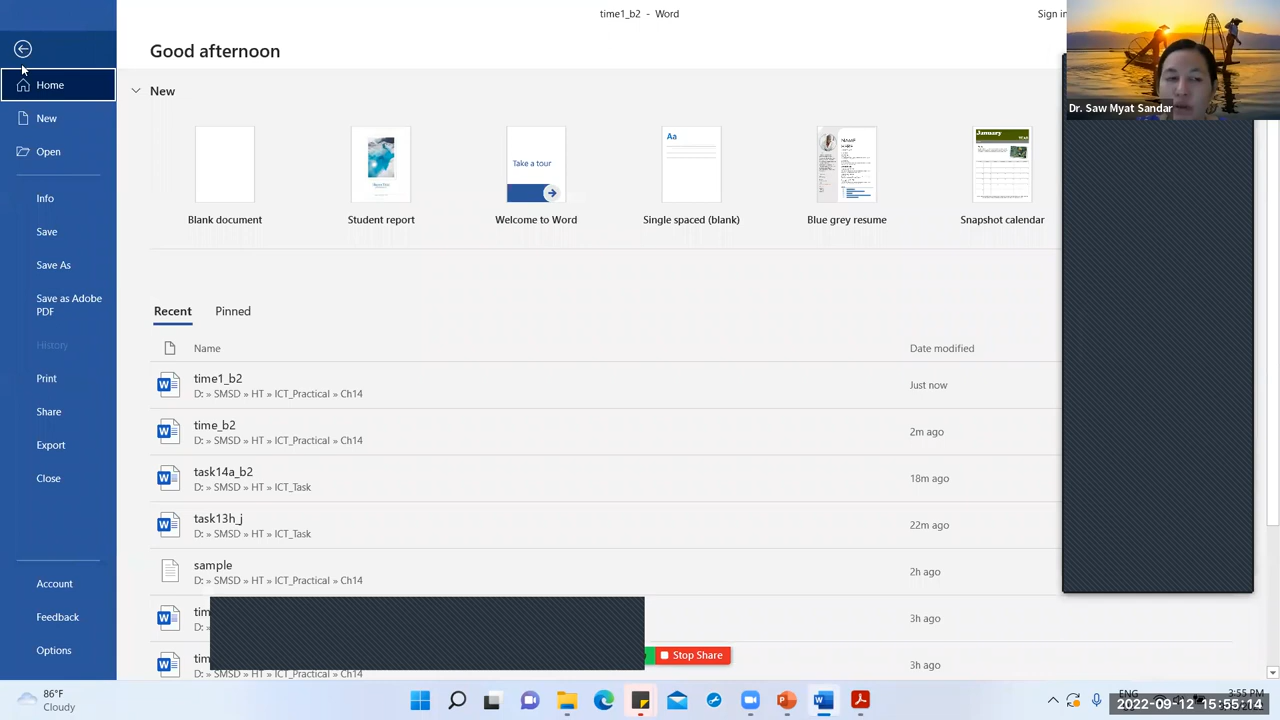 time1_b2 - Word
Sign in
Good afternoon
Home
New
Open
Info
Save
Save As
Save as Adobe
PDF
History
Print
Share
Export
Close
Account
Feedback
Options
New
Aa
Take a tour
January
YEAR
NAME
Blank document
Student report
Welcome to Word
Single spaced (blank)
Blue grey resume
Snapshot calendar
Recent
Pinned
Name
Date modified
time1_b2
D: » SMSD » HT » ICT_Practical » Ch14
Just now
time_b2
D: » SMSD » HT » ICT_Practical » Ch14
2m ago
task14a_b2
D: » SMSD » HT » ICT_Task
18m ago
task13h_j
D: » SMSD » HT » ICT_Task
22m ago
sample
D: » SMSD » HT » ICT_Practical » Ch14
2h ago
3h ago
3h ago
D: » SMSD » HT » ICT_Practical » Ch14
Stop Share
Dr. Saw Myat Sandar
86°F
Cloudy
ENG
3:55 PM
2022-09-12 15:55:14